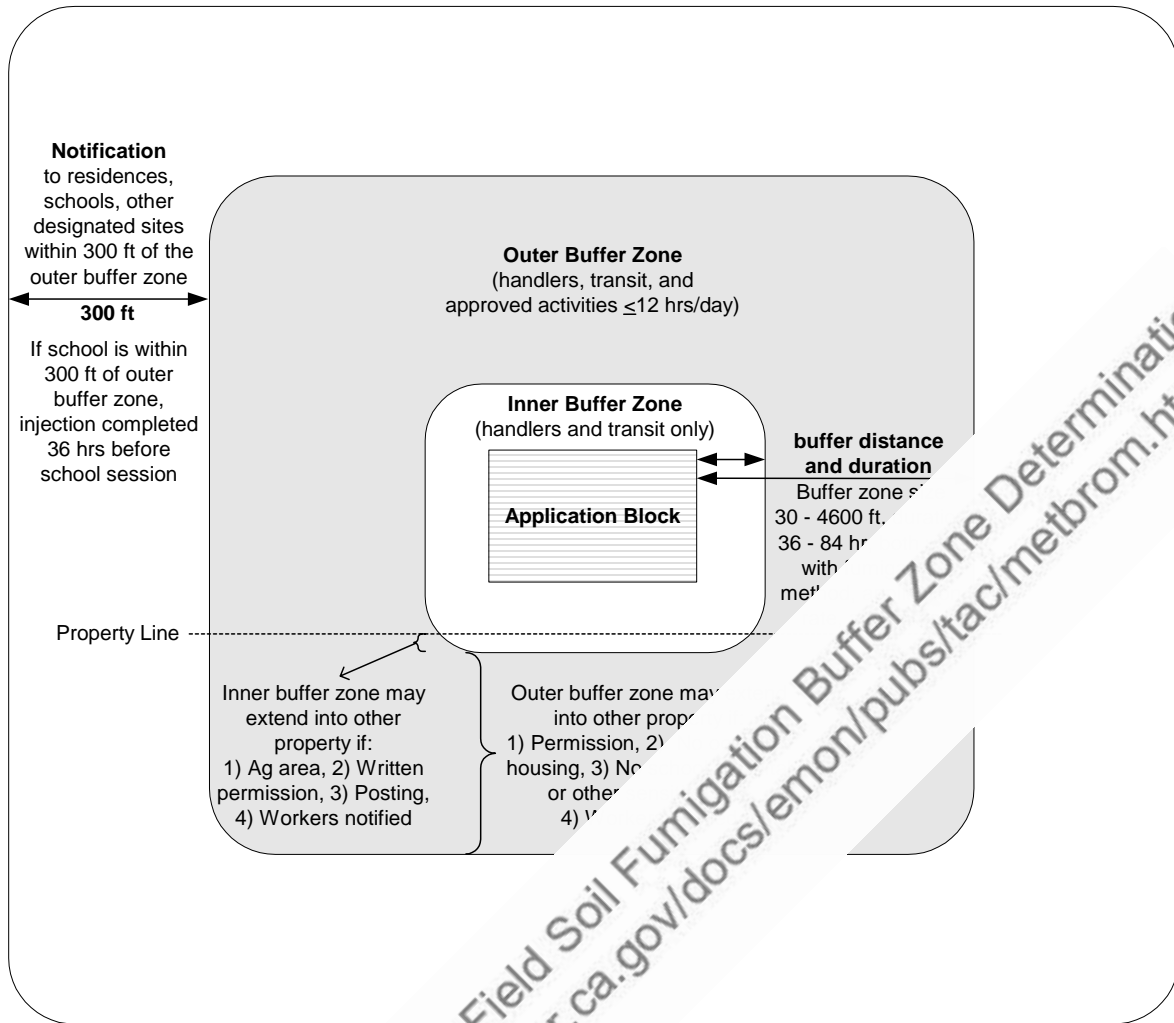 Notification
to residences,
schools, other
designated sites
within 300 ft of the
outer buffer zone
300 ft
If school is within
300 ft of outer
buffer zone,
injection completed
36 hrs before
school session
Outer Buffer Zone
(handlers, transit, and
approved activities ≤12 hrs/day)
Inner Buffer Zone
(handlers and transit only)
Application Block
buffer distance
and duration
Buffer zone
30 - 4600 ft.
36 - 84
with
Property Line
Inner buffer zone may
extend into other
property if:
1) Ag area, 2) Written
permission, 3) Posting,
4) Workers notified
Outer buffer zone may
into other
1) Permission, 2)
housing, 3)
or other
4)
Field Soil Fumigation Buffer Zone
ca.gov/docs/emon/pubs/tac/metbrom.